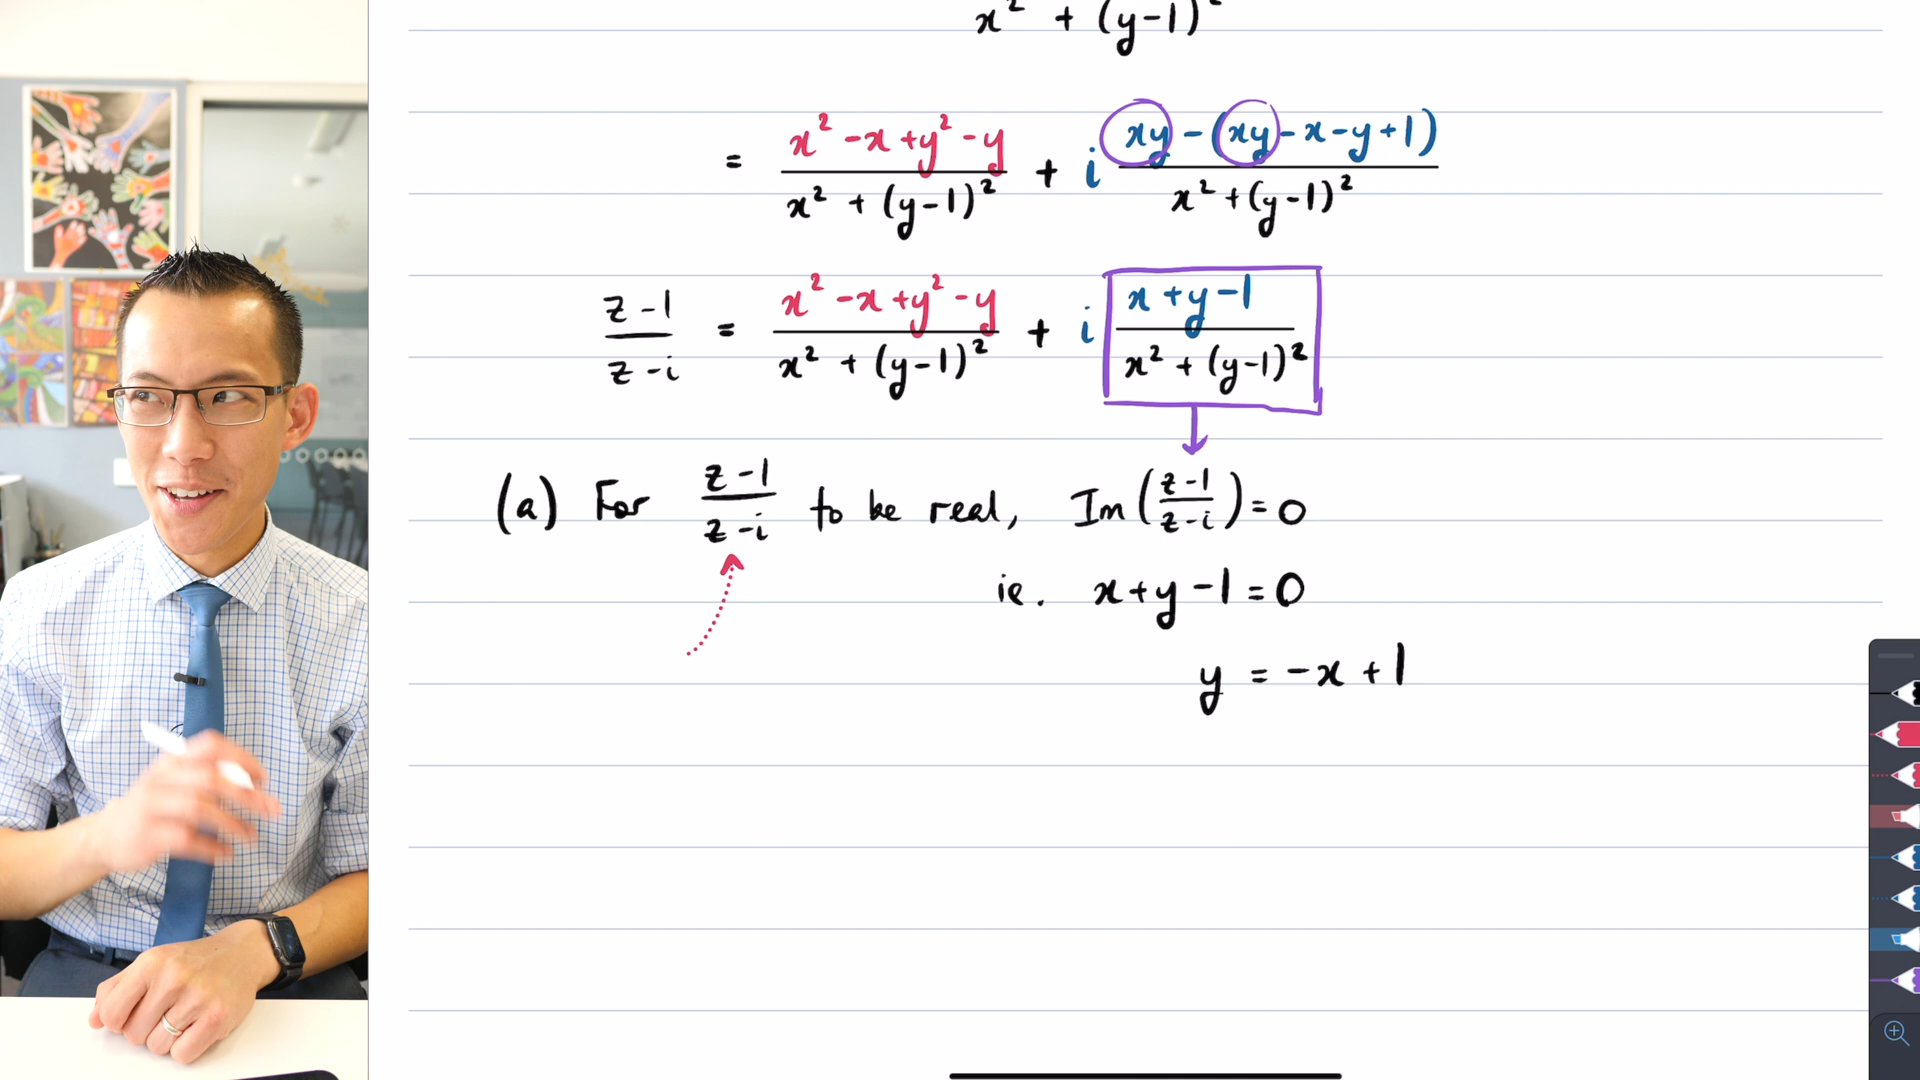 x² + (y-1)²
= x² - x + y² - y / x² + (y-1)² + i xy - (xy - x - y + 1) / x² + (y-1)²
z - 1 / z - i = x² - x + y² - y / x² + (y-1)² + i x + y - 1 / x² + (y-1)²
(a) For z - 1 / z - i to be real, Im (z - 1 / z - i) = 0
ie. x + y - 1 = 0
y = -x + 1